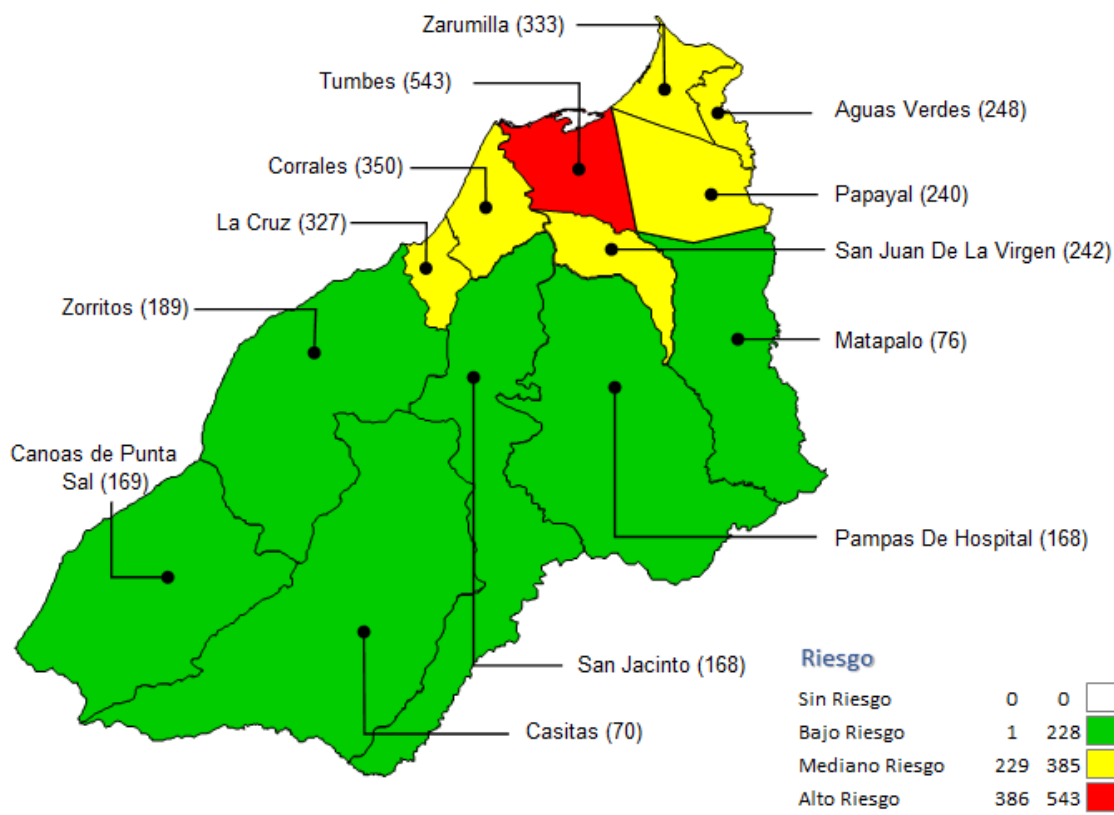 Zarumilla (333)
Tumbes (543)
Aguas Verdes (248)
Corrales (350)
Papayal (240)
La Cruz (327)
San Juan De La Virgen (242)
Zorritos (189)
Matapalo (76)
Canoas de Punta
Sal (169)
Pampas De Hospital (168)
San Jacinto (168)
Casitas (70)
Riesgo
Sin Riesgo 0 0
Bajo Riesgo 1 228
Mediano Riesgo 229 385
Alto Riesgo 386 543